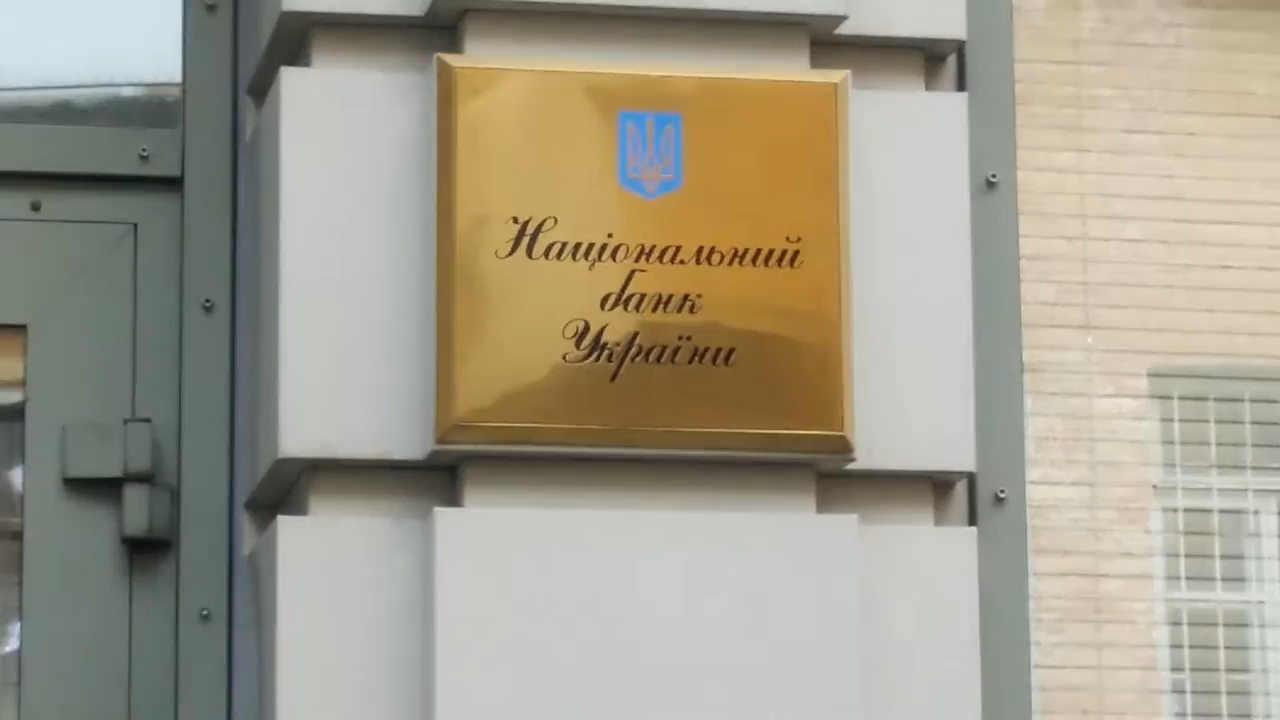 Національний
банк
України